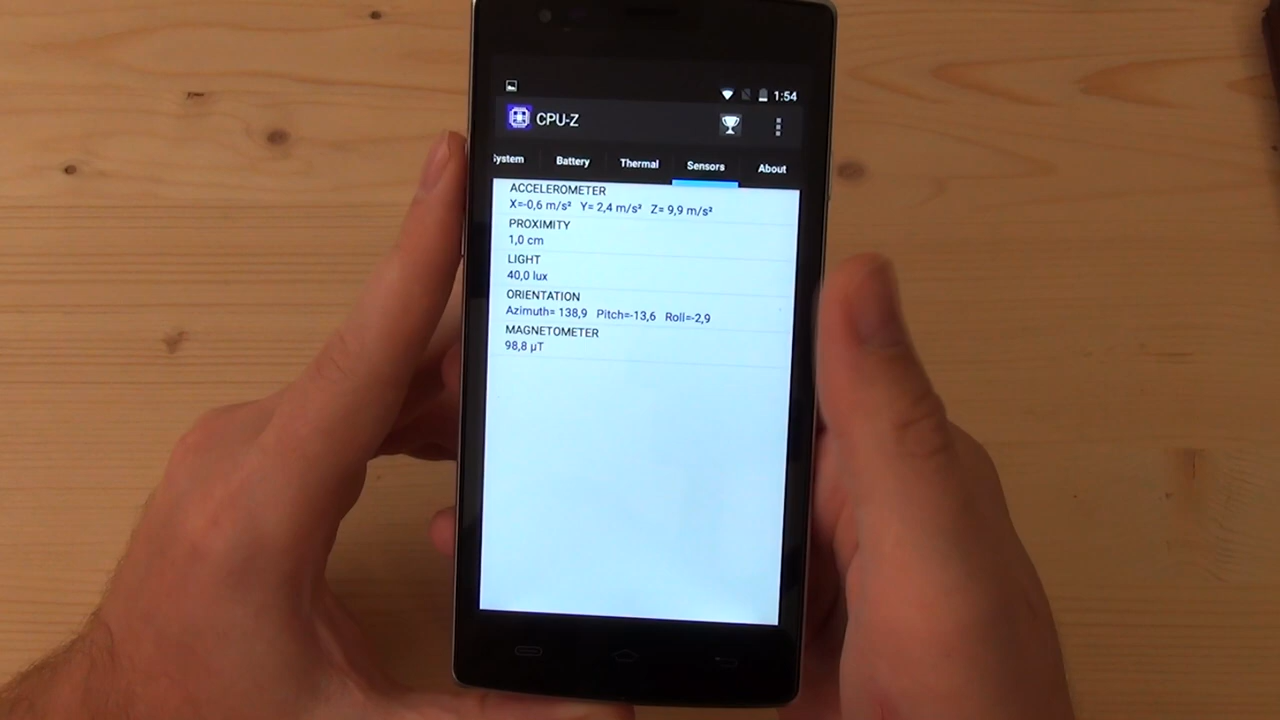 1:54
CPU-Z
System Battery Thermal Sensors About
ACCELEROMETER
X=-0,6 m/s² Y= 2,4 m/s² Z= 9,9 m/s²
PROXIMITY
1,0 cm
LIGHT
40,0 lux
ORIENTATION
Azimuth= 138,9 Pitch=-13,6 Roll=-2,9
MAGNETOMETER
98,8 µT